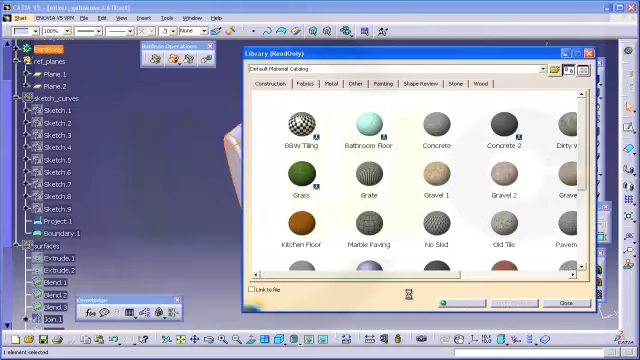 CATIA V5
Start
ENOVIA V5 VPM
File
Edit
View
Insert
Tools
Window
Help
100%
None
PartBody
ref_planes
Plane.1
Plane.2
sketch_curves
Sketch.1
Sketch.2
Sketch.3
Sketch.4
Sketch.5
Sketch.6
Sketch.7
Sketch.8
Sketch.9
Project.1
Boundary.1
surfaces
Extrude.1
Extrude.2
Blend.1
Blend.2
Blend.3
Join.1
Boolean Operations
Knowledge
Library (ReadOnly)
Default Material Catalog
Construction
Fabrics
Metal
Other
Painting
Shape Review
Stone
Wood
B&W Tiling
Bathroom Floor
Concrete
Concrete 2
Dirty W
Grass
Grate
Gravel 1
Gravel 2
Kitchen Floor
Marble Paving
No Skid
Old Tile
Pavem
Link to file
Close
1 element selected
CATIA